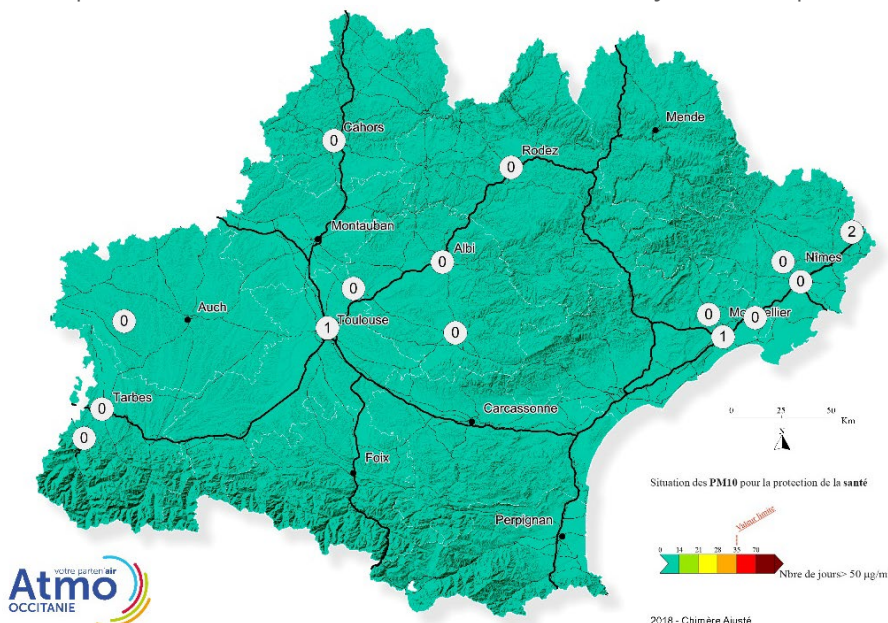 Mende
Cahors
0
Rodez
0
2
Montauban
Albi
0
Nîmes
0
0
0
Auch
0
Toulouse
1
0
0
0
1
Tarbes
0
0
Carcassonne
0 25 50
Km
N
Foix
Perpignan
Situation des PM10 pour la protection de la santé
Valeur limite
0 14 21 28 35 70
Nbre de jours> 50 µg/m
votre parten'air
Atmo
OCCITANIE
2018 - Chimère Ajusté